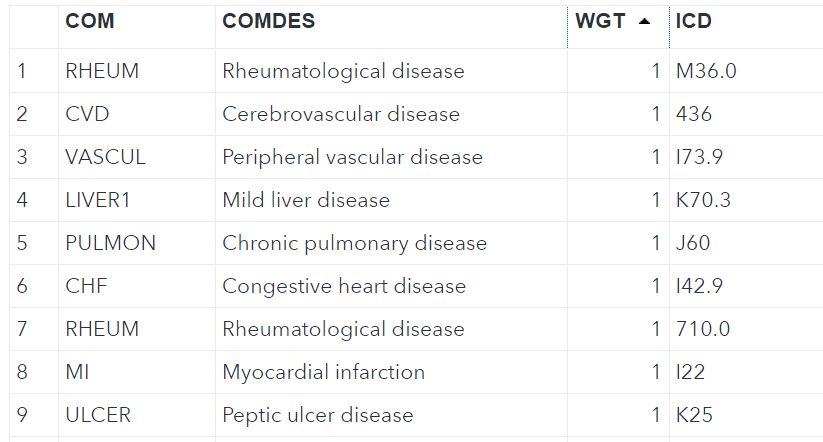 COM COMDES WGT ICD
1 RHEUM Rheumatological disease 1 M36.0
2 CVD Cerebrovascular disease 1 436
3 VASCUL Peripheral vascular disease 1 I73.9
4 LIVER1 Mild liver disease 1 K70.3
5 PULMON Chronic pulmonary disease 1 J60
6 CHF Congestive heart disease 1 I42.9
7 RHEUM Rheumatological disease 1 710.0
8 MI Myocardial infarction 1 I22
9 ULCER Peptic ulcer disease 1 K25